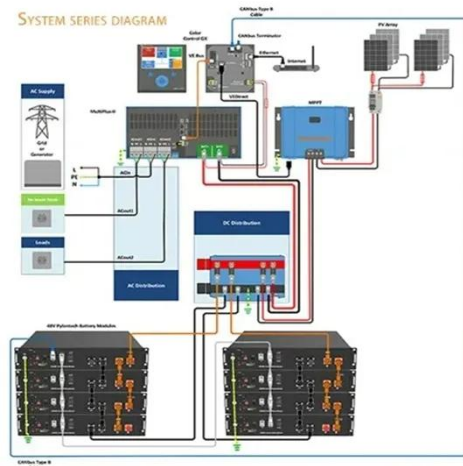 SYSTEM SERIES DIAGRAM
CANbus Type B
Cable
Color
Control GX
CANbus Terminator
PV Array
VE Bus
Ethernet
Internet
AC Supply
VE Direct
MPPT
MultiPlus-II
Grid
or
Generator
L
PE
N
ACin
ACout1
Loads
ACout2
DC Distribution
AC Distribution
48V Pylontech Battery Modules
CANbus Type B